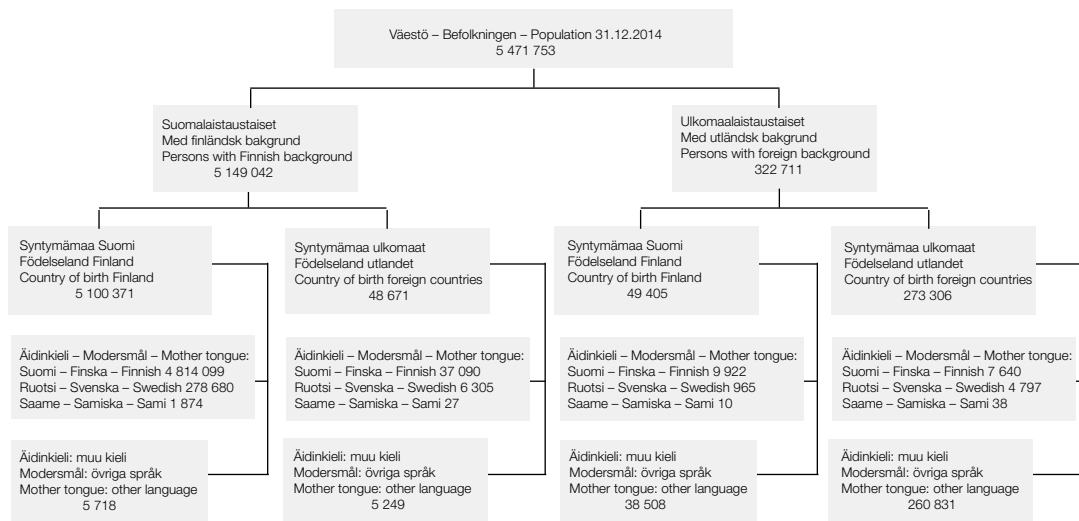 Väestö – Befolkningen – Population 31.12.2014
5 471 753
Suomalaistaustaiset
Med finländsk bakgrund
Persons with Finnish background
5 149 042
Ulkomaalaistaustaiset
Med utländsk bakgrund
Persons with foreign background
322 711
Syntymämaa Suomi
Födelseland Finland
Country of birth Finland
5 100 371
Syntymämaa ulkomaat
Födelseland utlandet
Country of birth foreign countries
48 671
Syntymämaa Suomi
Födelseland Finland
Country of birth Finland
49 405
Syntymämaa ulkomaat
Födelseland utlandet
Country of birth foreign countries
273 306
Äidinkieli – Modersmål – Mother tongue:
Suomi – Finska – Finnish 4 814 099
Ruotsi – Svenska – Swedish 278 680
Saame – Samiska – Sami 1 874
Äidinkieli – Modersmål – Mother tongue:
Suomi – Finska – Finnish 37 090
Ruotsi – Svenska – Swedish 6 305
Saame – Samiska – Sami 27
Äidinkieli – Modersmål – Mother tongue:
Suomi – Finska – Finnish 9 922
Ruotsi – Svenska – Swedish 965
Saame – Samiska – Sami 10
Äidinkieli – Modersmål – Mother tongue:
Suomi – Finska – Finnish 7 640
Ruotsi – Svenska – Swedish 4 797
Saame – Samiska – Sami 38
Äidinkieli: muu kieli
Modersmål: övriga språk
Mother tongue: other language
5 718
Äidinkieli: muu kieli
Modersmål: övriga språk
Mother tongue: other language
5 249
Äidinkieli: muu kieli
Modersmål: övriga språk
Mother tongue: other language
38 508
Äidinkieli: muu kieli
Modersmål: övriga språk
Mother tongue: other language
260 831